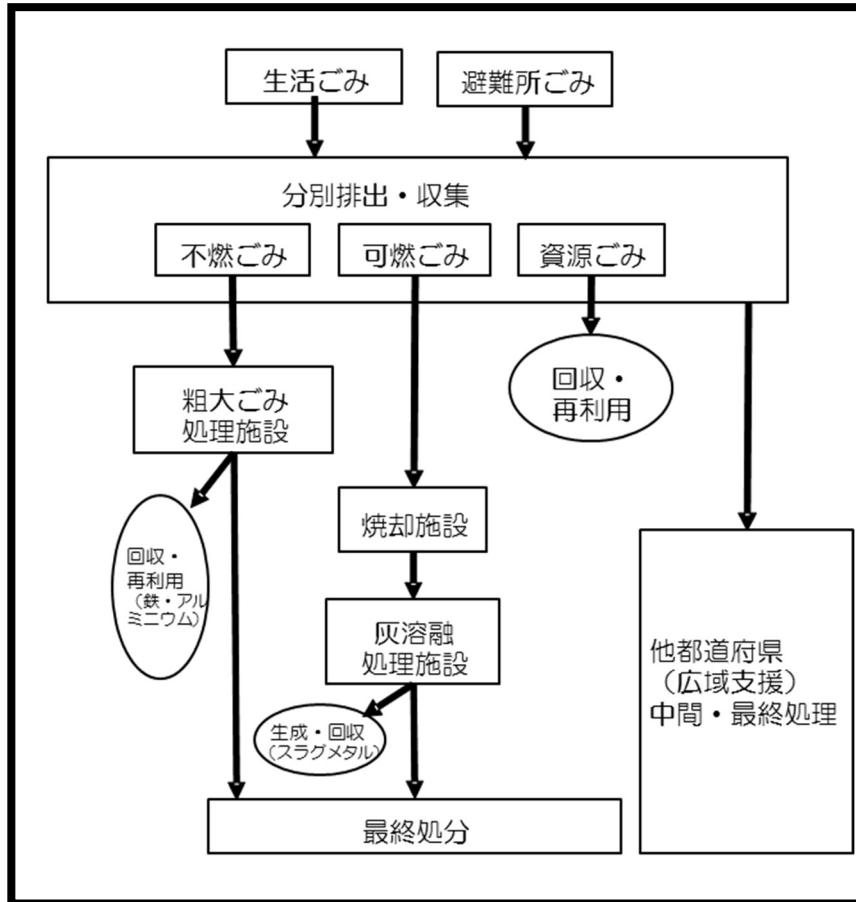 生活ごみ
避難所ごみ
分別排出・収集
不燃ごみ
可燃ごみ
資源ごみ
粗大ごみ
処理施設
回収・
再利用
焼却施設
回収・
再利用
（鉄・アル
ミニウム）
灰溶融
処理施設
他都道府県
（広域支援）
中間・最終処理
生成・回収
（スラグメタル）
最終処分